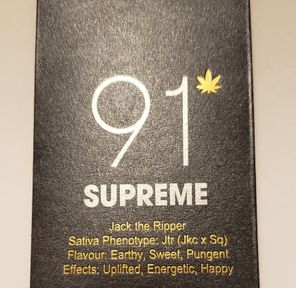 91
SUPREME
Jack the Ripper
Sativa Phenotype: Jtr (Jkc x Sq)
Flavour: Earthy, Sweet, Pungent
Effects: Uplifted, Energetic, Happy